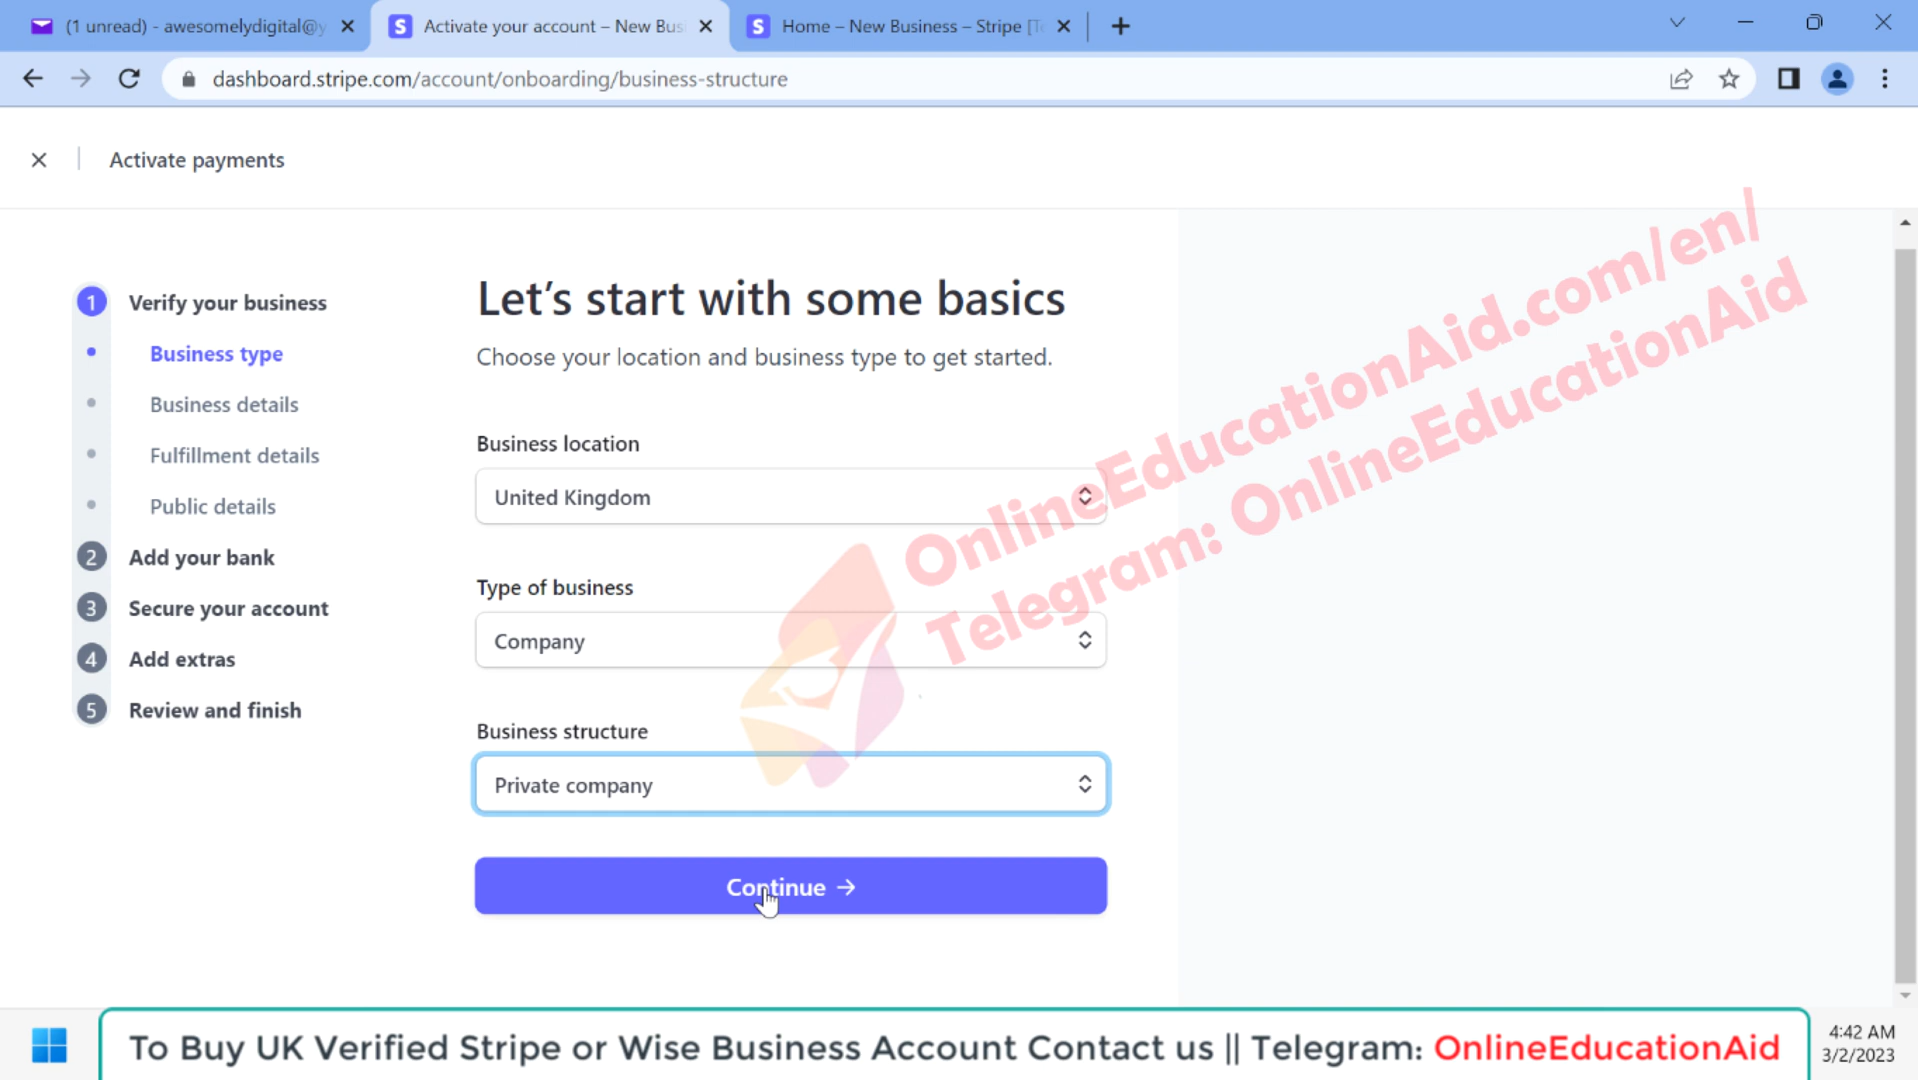 (1 unread) - awesomelydigital@y
Activate your account – New Bus
Home – New Business – Stripe [Te
dashboard.stripe.com/account/onboarding/business-structure
Activate payments
1 Verify your business
Business type
Business details
Fulfillment details
Public details
2 Add your bank
3 Secure your account
4 Add extras
5 Review and finish
Let’s start with some basics
Choose your location and business type to get started.
Business location
United Kingdom
Type of business
Company
Business structure
Private company
Continue →
OnlineEducationAid.com/en/
Telegram: OnlineEducationAid
To Buy UK Verified Stripe or Wise Business Account Contact us || Telegram: OnlineEducationAid
4:42 AM
3/2/2023